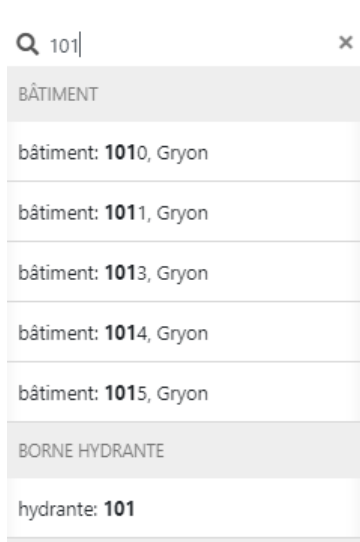 101
BÂTIMENT
bâtiment: 1010, Gryon
bâtiment: 1011, Gryon
bâtiment: 1013, Gryon
bâtiment: 1014, Gryon
bâtiment: 1015, Gryon
BORNE HYDRANTE
hydrante: 101